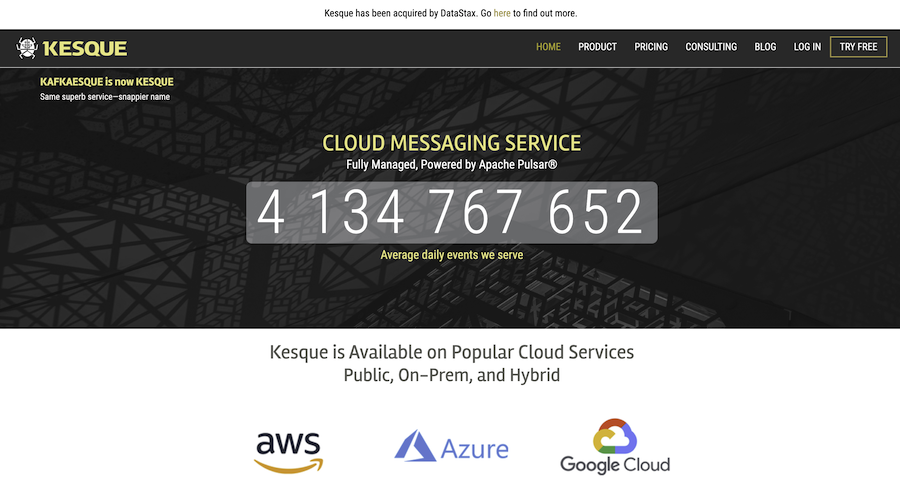 Kesque has been acquired by DataStax. Go here to find out more.
KESQUE
HOME PRODUCT PRICING CONSULTING BLOG LOG IN TRY FREE
KAFKAESQUE is now KESQUE
Same superb service—snappier name
CLOUD MESSAGING SERVICE
Fully Managed, Powered by Apache Pulsar®
4 134 767 652
Average daily events we serve
Kesque is Available on Popular Cloud Services
Public, On-Prem, and Hybrid
aws Azure Google Cloud